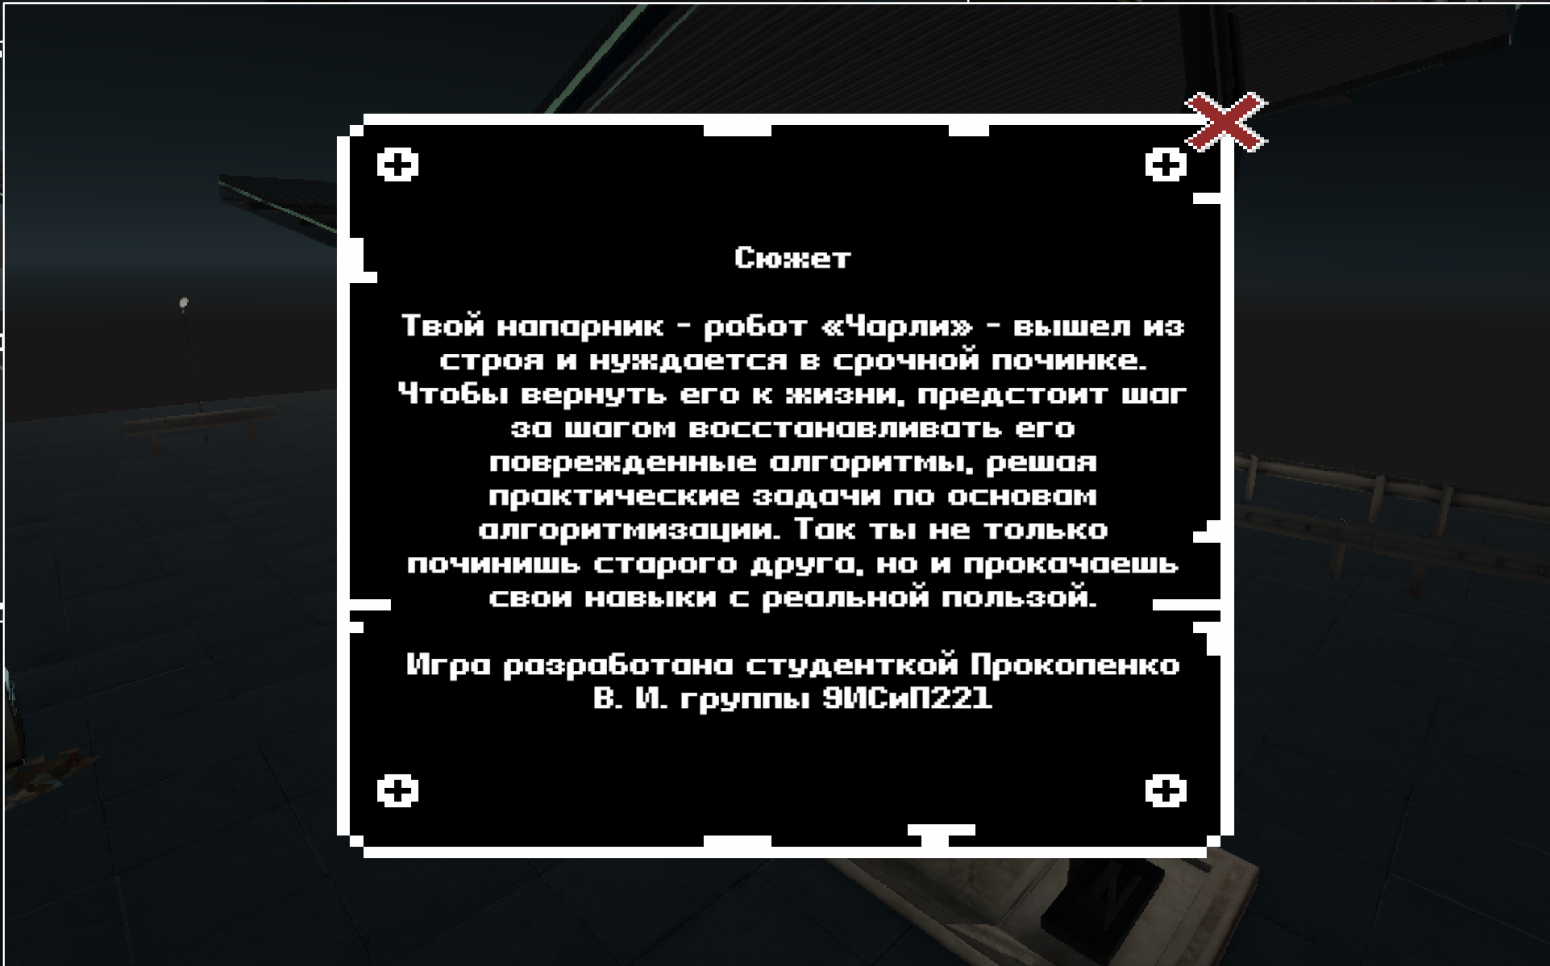 Сюжет
Твой напарник - робот «Чарли» - вышел из
строя и нуждается в срочной починке.
Чтобы вернуть его к жизни, предстоит шаг
за шагом восстанавливать его
поврежденные алгоритмы, решая
практические задачи по основам
алгоритмизации. Так ты не только
починишь старого друга, но и прокачаешь
свои навыки с реальной пользой.
Игра разработана студенткой Прокопенко
В. И. группы 9ИСиП221